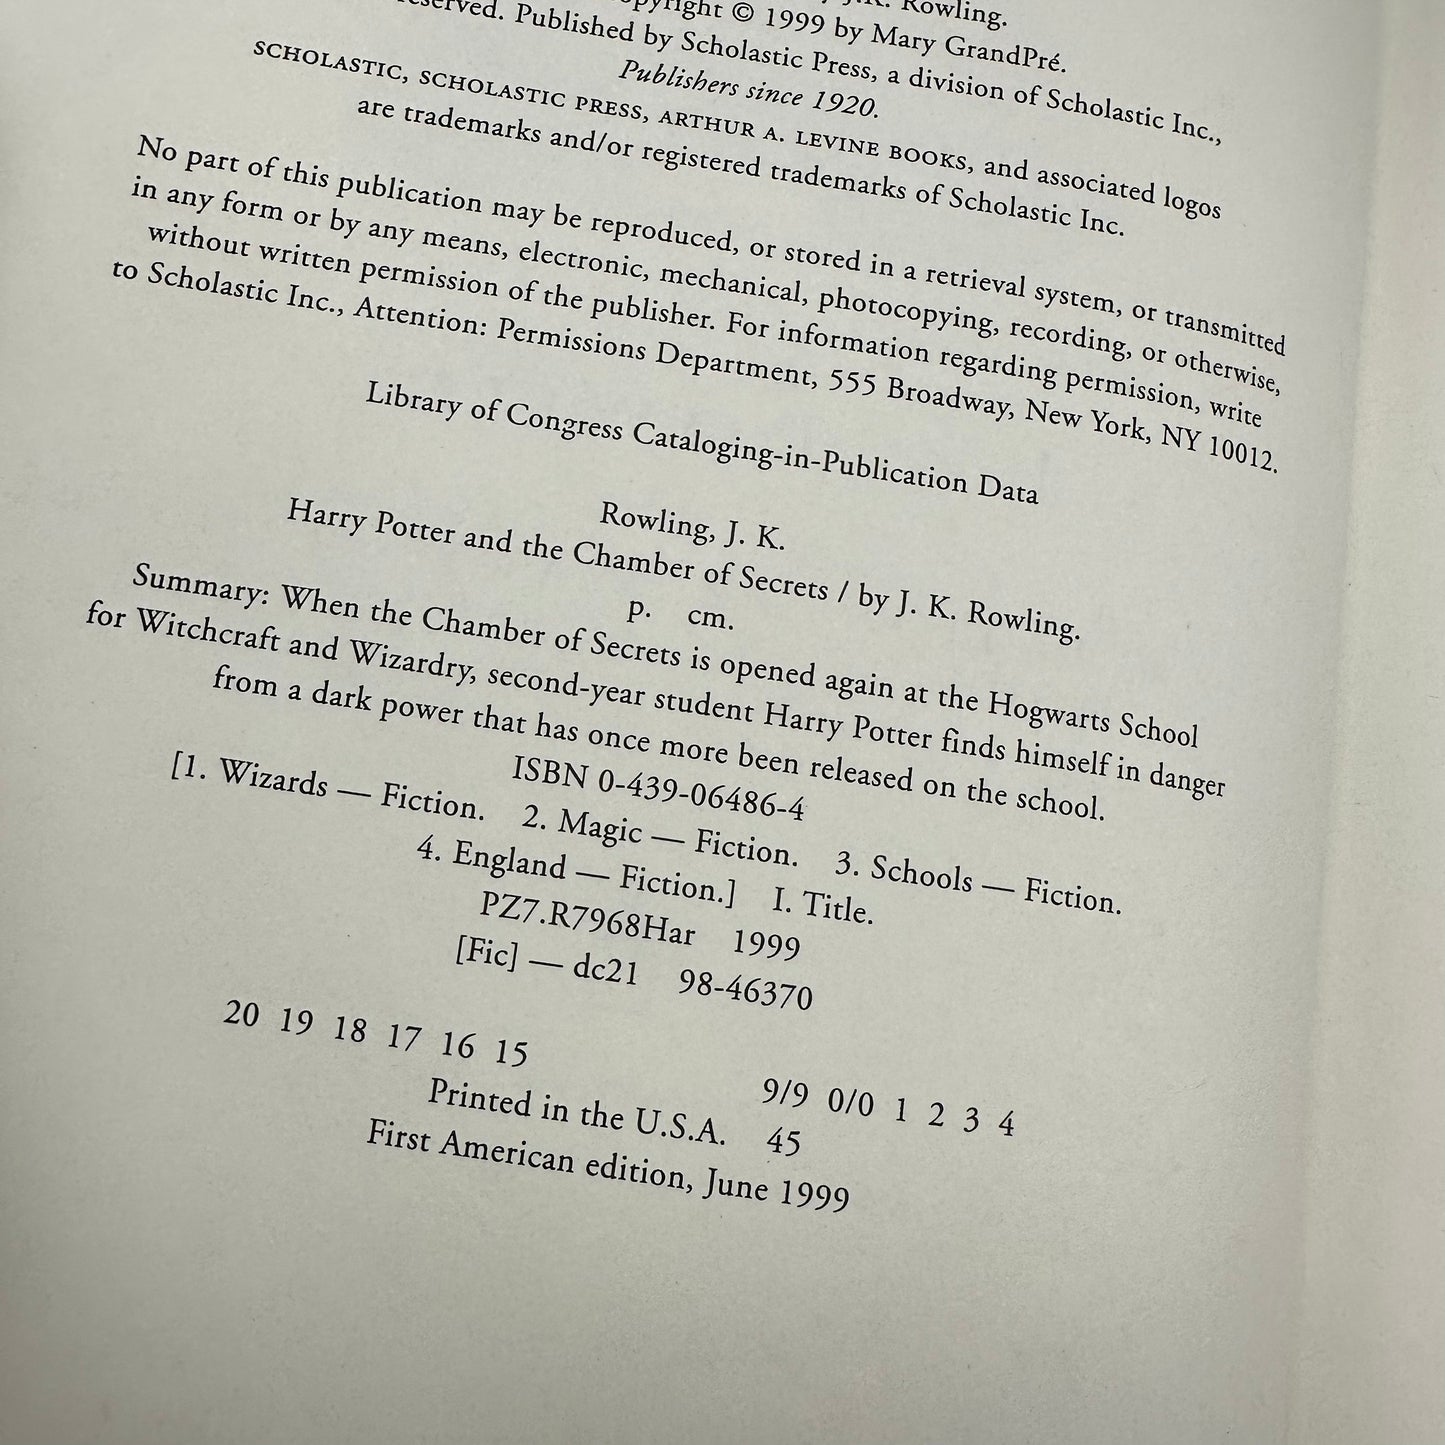 J.K. Rowling.
Copyright © 1999 by Mary GrandPré.
reserved. Published by Scholastic Press, a division of Scholastic Inc.,
Publishers since 1920.
SCHOLASTIC, SCHOLASTIC PRESS, ARTHUR A. LEVINE BOOKS, and associated logos
are trademarks and/or registered trademarks of Scholastic Inc.
No part of this publication may be reproduced, or stored in a retrieval system, or transmitted
in any form or by any means, electronic, mechanical, photocopying, recording, or otherwise,
without written permission of the publisher. For information regarding permission, write
to Scholastic Inc., Attention: Permissions Department, 555 Broadway, New York, NY 10012.
Library of Congress Cataloging-in-Publication Data
Rowling, J. K.
Harry Potter and the Chamber of Secrets / by J. K. Rowling.
p. cm.
Summary: When the Chamber of Secrets is opened again at the Hogwarts School
for Witchcraft and Wizardry, second-year student Harry Potter finds himself in danger
from a dark power that has once more been released on the school.
ISBN 0-439-06486-4
[1. Wizards — Fiction. 2. Magic — Fiction. 3. Schools — Fiction.
4. England — Fiction.] I. Title.
PZ7.R7968Har 1999
[Fic] — dc21 98-46370
20 19 18 17 16 15 9/9 0/0 1 2 3 4
Printed in the U.S.A. 45
First American edition, June 1999